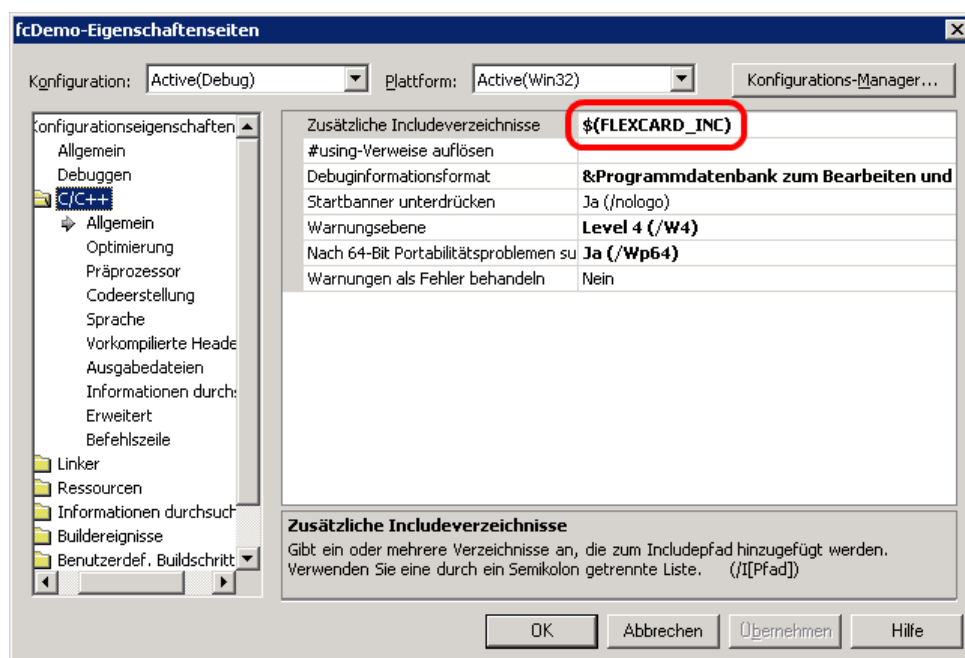 fcDemo-Eigenschaftenseiten
Konfiguration: Active(Debug) Plattform: Active(Win32) Konfigurations-Manager...
Konfigurationseigenschaften
Allgemein
Debuggen
C/C++
Allgemein
Optimierung
Präprozessor
Codeerstellung
Sprache
Vorkompilierte Heade
Ausgabedateien
Informationen durch
Erweitert
Befehlszeile
Linker
Ressourcen
Informationen durchsuch
Buildereignisse
Benutzerdef. Buildschritt
Zusätzliche Includeverzeichnisse $(FLEXCARD_INC)
#using-Verweise auflösen
Debuginformationsformat &Programmdatenbank zum Bearbeiten und
Startbanner unterdrücken Ja (/nologo)
Warnungsebene Level 4 (/W4)
Nach 64-Bit Portabilitätsproblemen su Ja (/Wp64)
Warnungen als Fehler behandeln Nein
Zusätzliche Includeverzeichnisse
Gibt ein oder mehrere Verzeichnisse an, die zum Includepfad hinzugefügt werden.
Verwenden Sie eine durch ein Semikolon getrennte Liste. (/I[Pfad])
OK Abbrechen Übernehmen Hilfe